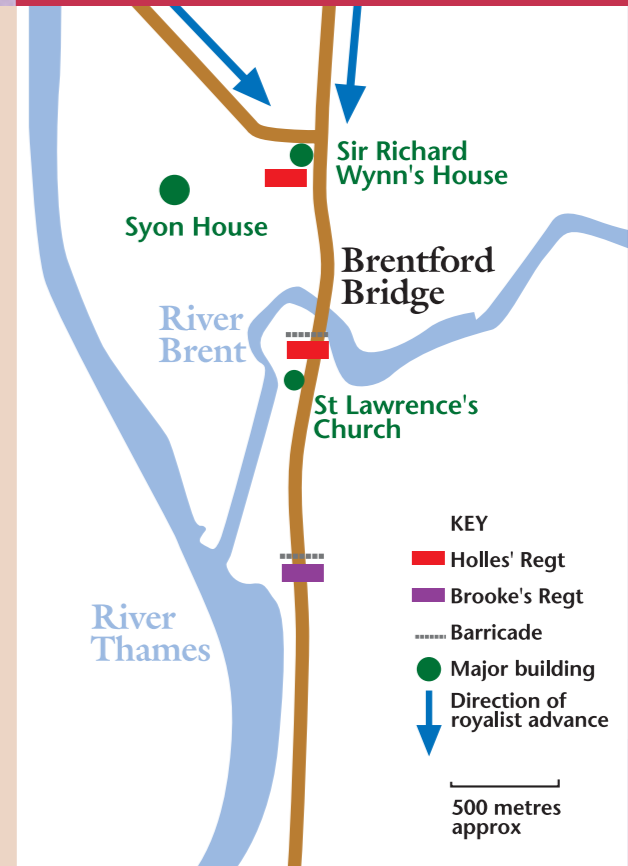 Sir Richard
Wynn's House
Syon House
Brentford
Bridge
River
Brent
St Lawrence's
Church
KEY
Holles' Regt
Brooke's Regt
Barricade
Major building
Direction of
royalist advance
River
Thames
500 metres
approx